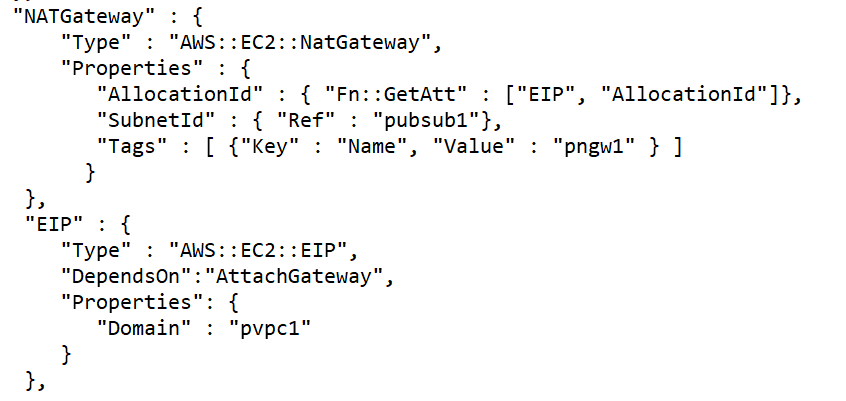 "NATGateway" : {
"Type" : "AWS::EC2::NatGateway",
"Properties" : {
"AllocationId" : { "Fn::GetAtt" : ["EIP", "AllocationId"]},
"SubnetId" : { "Ref" : "pubsub1"},
"Tags" : [ {"Key" : "Name", "Value" : "pngw1" } ]
}
},
"EIP" : {
"Type" : "AWS::EC2::EIP",
"DependsOn":"AttachGateway",
"Properties": {
"Domain" : "pvpc1"
}
},